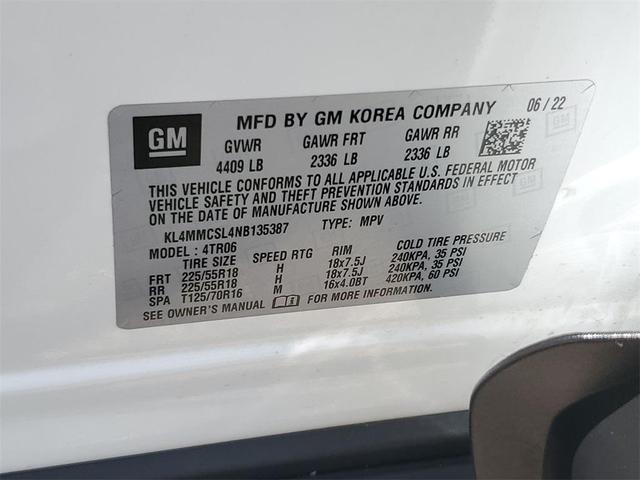 GM
MFD BY GM KOREA COMPANY 06/22
GVWR GAWR FRT GAWR RR
4409 LB 2336 LB 2336 LB
THIS VEHICLE CONFORMS TO ALL APPLICABLE U.S. FEDERAL MOTOR
VEHICLE SAFETY AND THEFT PREVENTION STANDARDS IN EFFECT
ON THE DATE OF MANUFACTURE SHOWN ABOVE.
KL4MMCSL4NB135387 TYPE: MPV
MODEL: 4TR06
TIRE SIZE SPEED RTG RIM COLD TIRE PRESSURE
FRT 225/55R18 H 18x7.5J 240KPA, 35 PSI
RR 225/55R18 H 18x7.5J 240KPA, 35 PSI
SPA T125/70R16 M 16x4.0BT 420KPA, 60 PSI
SEE OWNER'S MANUAL FOR MORE INFORMATION